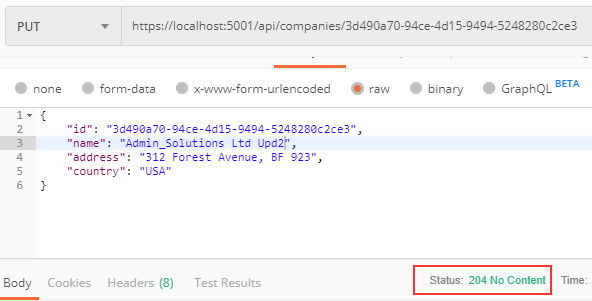 PUT https://localhost:5001/api/companies/3d490a70-94ce-4d15-9494-5248280c2ce3
none form-data x-www-form-urlencoded raw binary GraphQL BETA
1 {
2 "id": "3d490a70-94ce-4d15-9494-5248280c2ce3",
3 "name": "Admin_Solutions Ltd Upd2",
4 "address": "312 Forest Avenue, BF 923",
5 "country": "USA"
6 }
Body Cookies Headers (8) Test Results Status: 204 No Content Time: